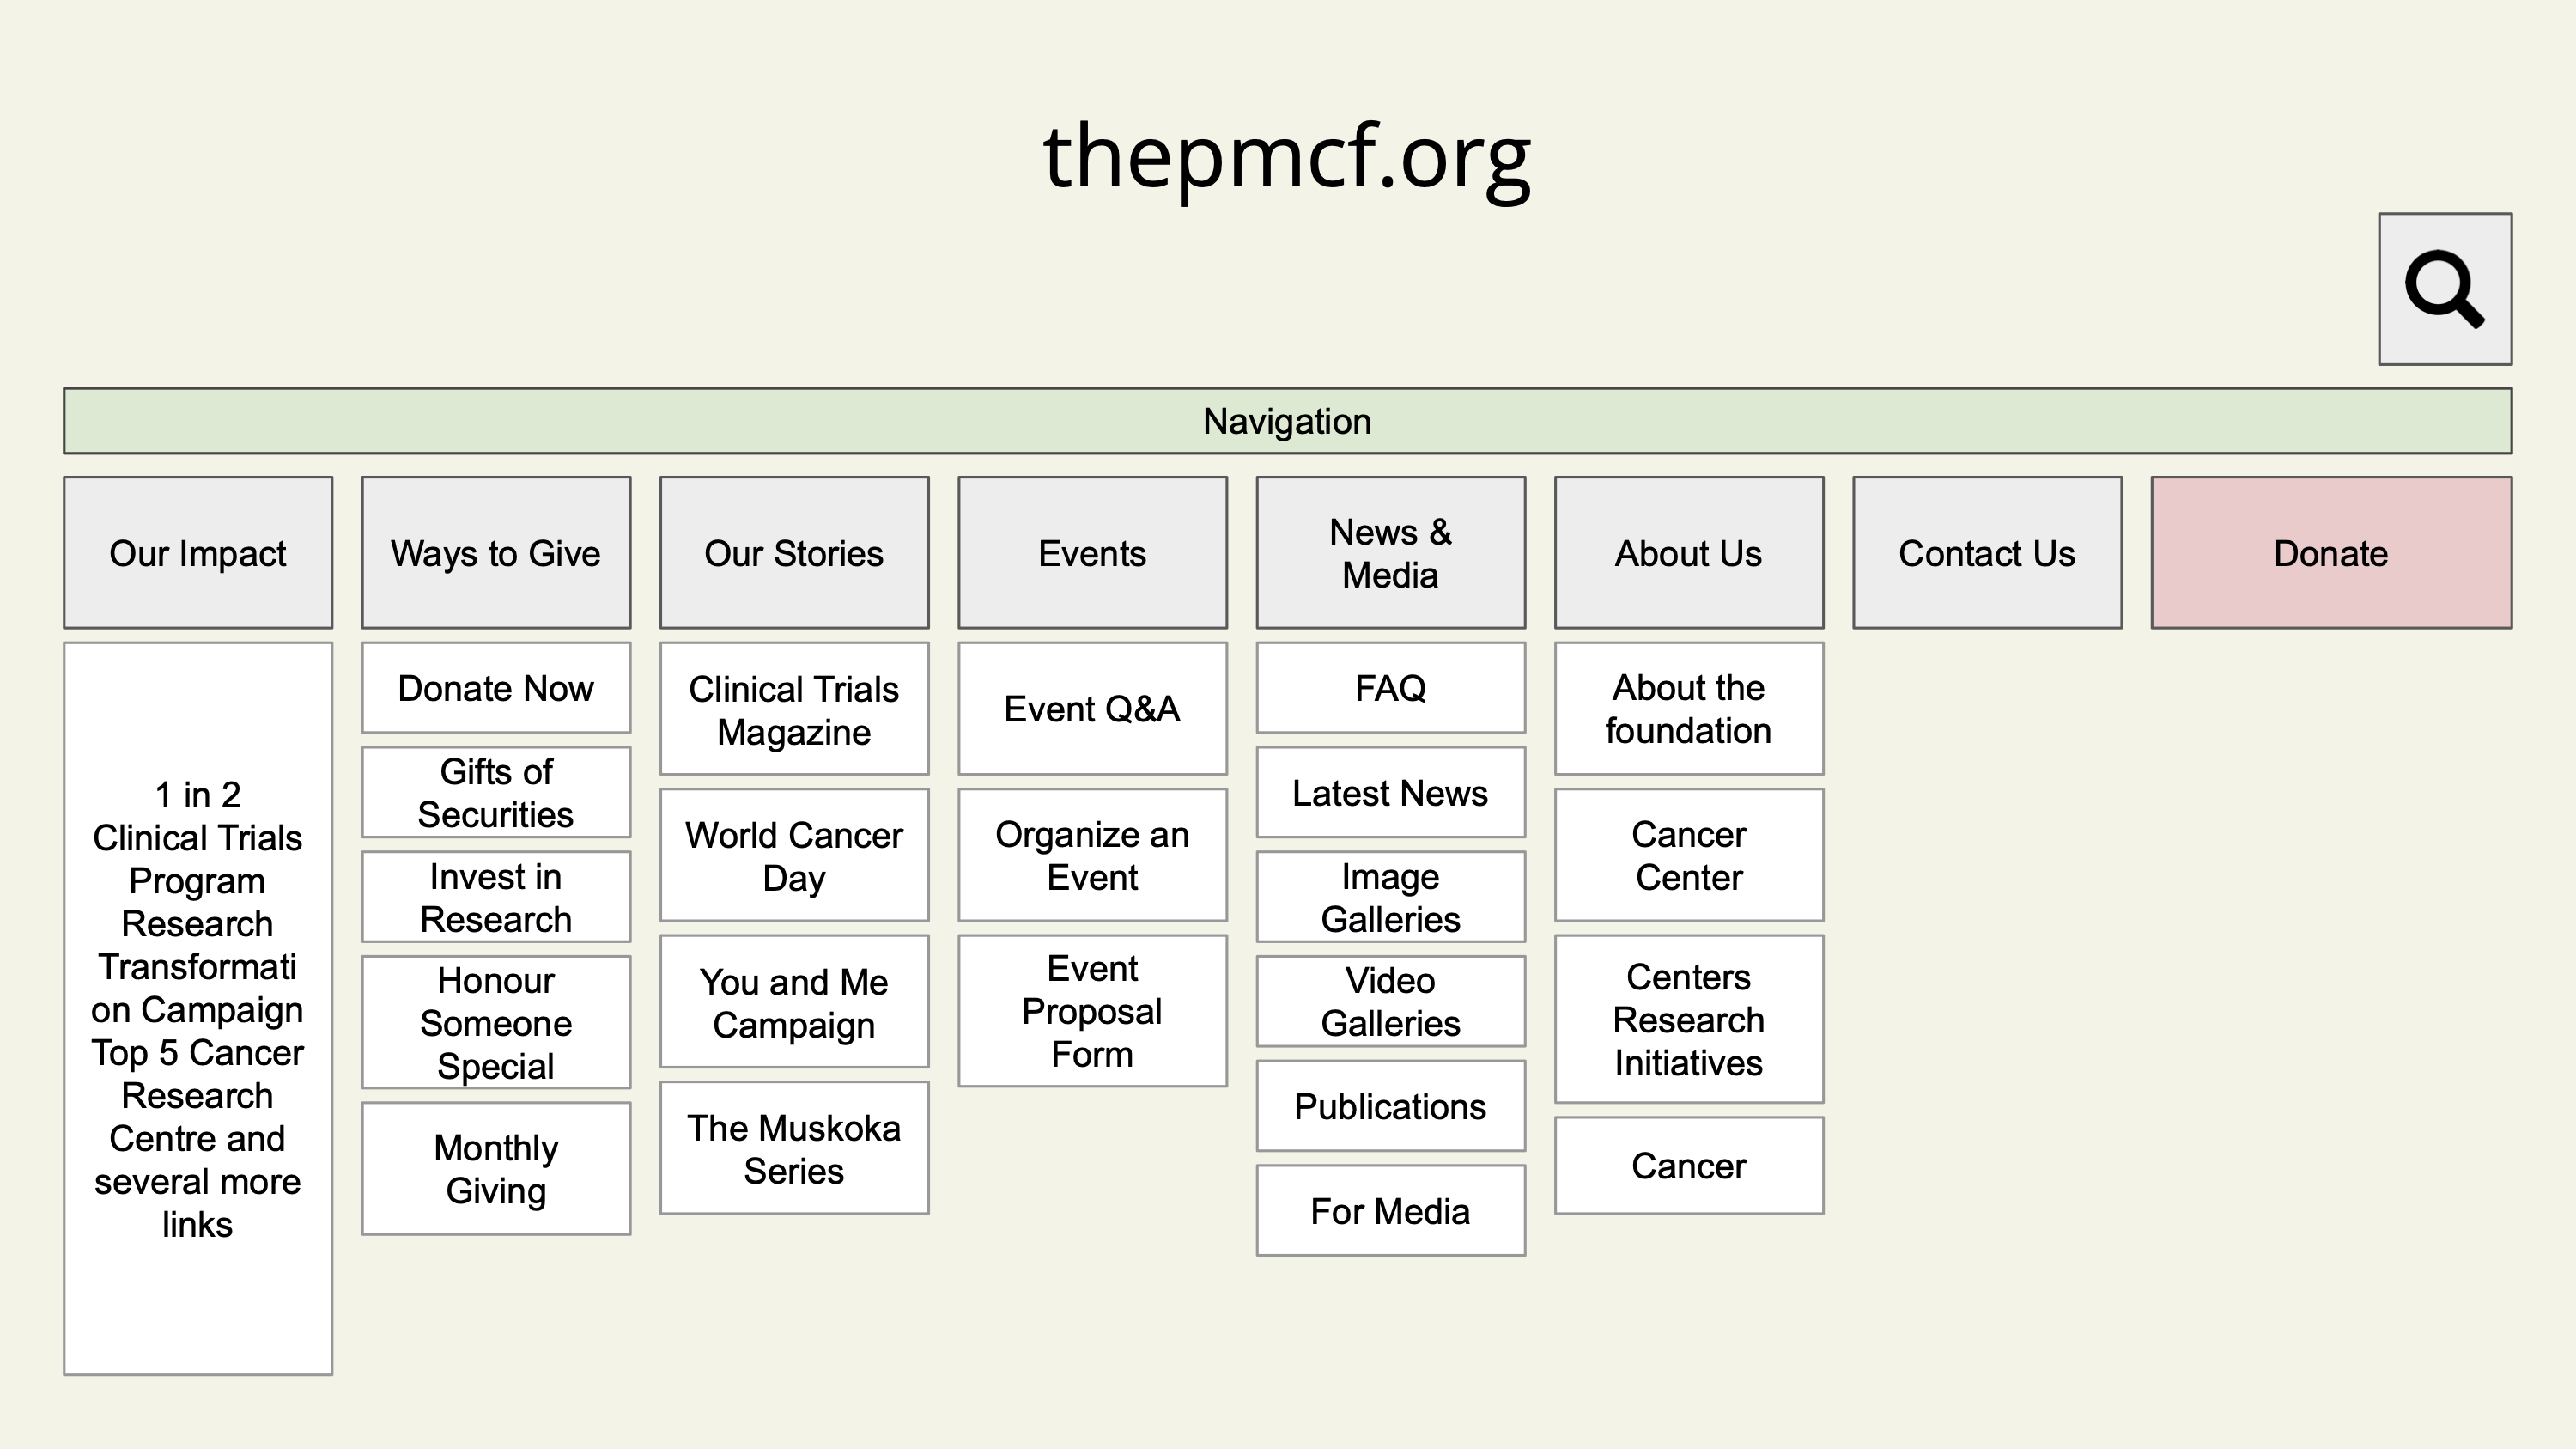 thepmcf.org
Navigation
Our Impact
Ways to Give
Our Stories
Events
News &
Media
About Us
Contact Us
Donate
1 in 2
Clinical Trials
Program
Research
Transformati
on Campaign
Top 5 Cancer
Research
Centre and
several more
links
Donate Now
Gifts of
Securities
Invest in
Research
Honour
Someone
Special
Monthly
Giving
Clinical Trials
Magazine
World Cancer
Day
You and Me
Campaign
The Muskoka
Series
Event Q&A
Organize an
Event
Event
Proposal
Form
FAQ
Latest News
Image
Galleries
Video
Galleries
Publications
For Media
About the
foundation
Cancer
Center
Centers
Research
Initiatives
Cancer